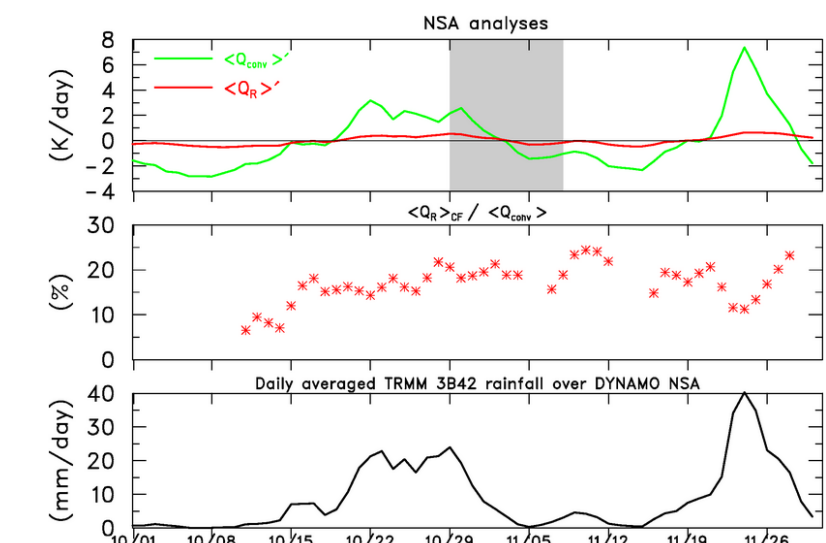 NSA analyses
8
6
4
2
0
−2
−4
(K/day)
<Qconv>′
<QR>′
<QR>CF / <Qconv>
30
20
10
0
(%)
Daily averaged TRMM 3B42 rainfall over DYNAMO NSA
40
30
20
10
0
(mm/day)
10/01 10/08 10/15 10/22 10/29 11/05 11/12 11/19 11/26